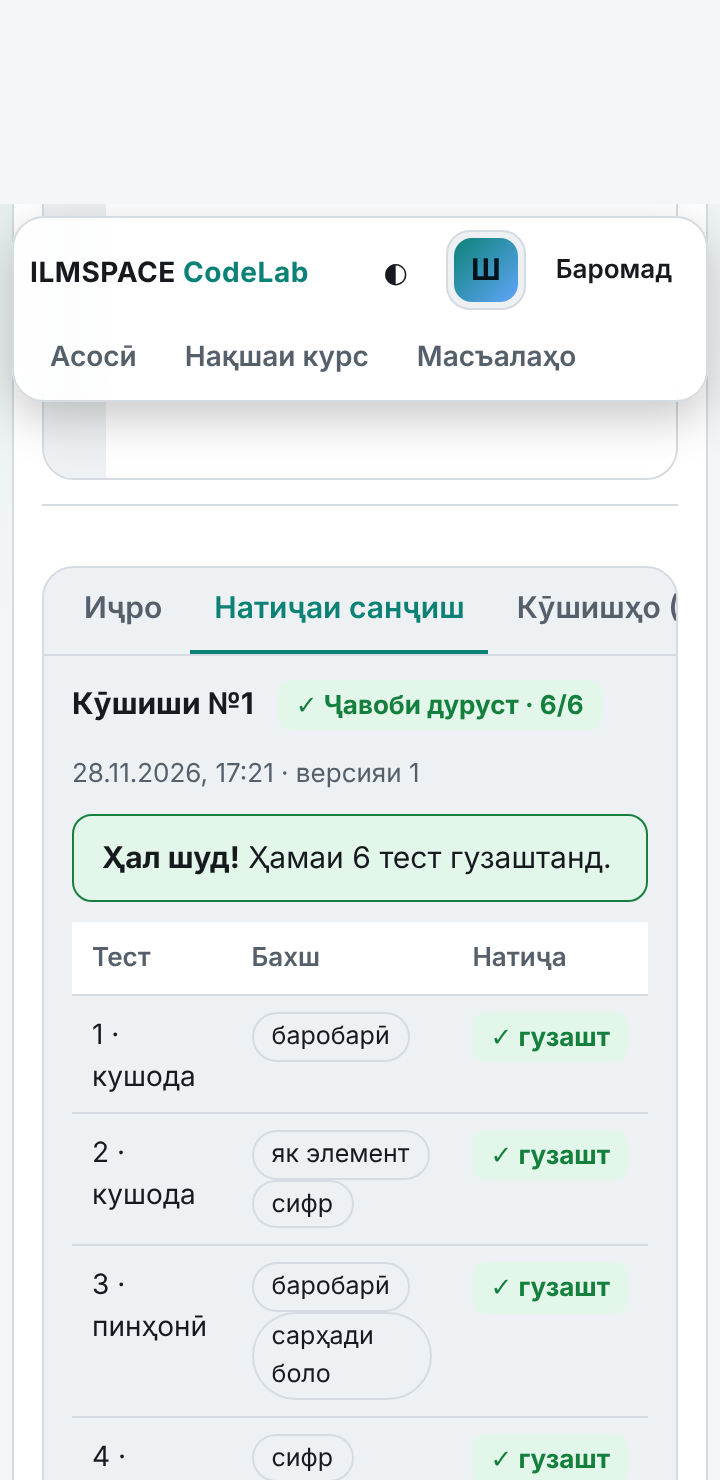 ILMSPACE CodeLab Ш Баромад
Асосӣ Нақшаи курс Масъалаҳо
Иҷро Натиҷаи санҷиш Кӯшишҳо (
Кӯшиши №1 ✓ Ҷавоби дуруст · 6/6
28.11.2026, 17:21 · версияи 1
Ҳал шуд! Ҳамаи 6 тест гузаштанд.
Тест Бахш Натиҷа
1 · баробарӣ ✓ гузашт
кушода
2 · як элемент ✓ гузашт
кушода сифр
3 · баробарӣ ✓ гузашт
пинҳонӣ сарҳади
боло
4 · сифр ✓ гузашт